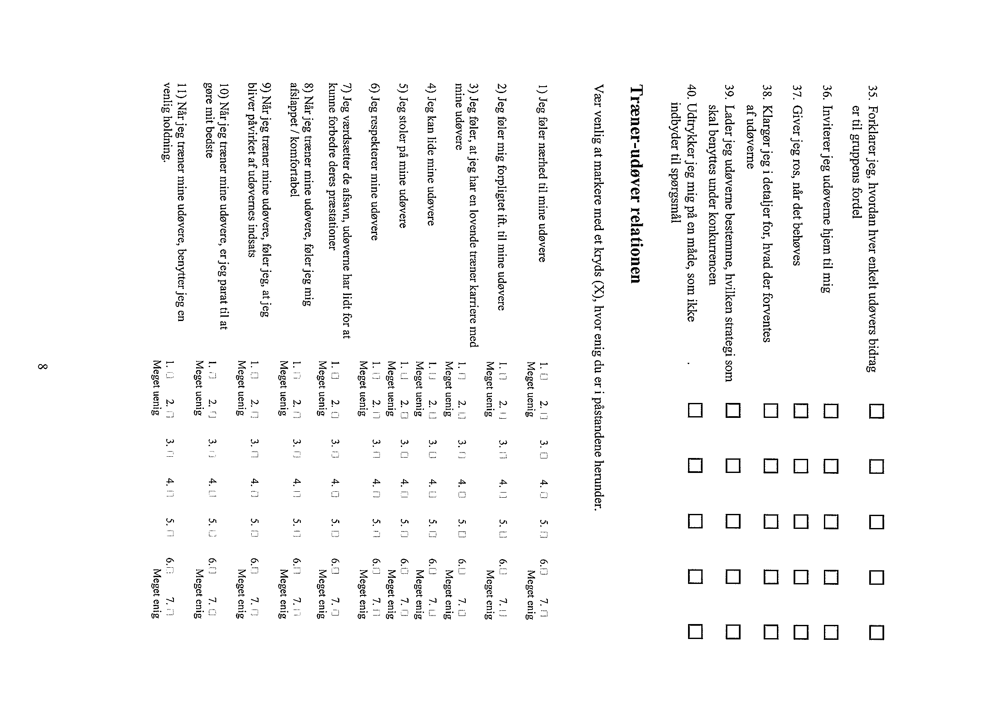 35. Forklarer jeg, hvordan hver enkelt udøvers bidrag ☐ ☐ ☐ ☐ ☐
er til gruppens fordel
36. Inviterer jeg udøverne hjem til mig ☐ ☐ ☐ ☐ ☐
37. Giver jeg ros, når det behøves ☐ ☐ ☐ ☐ ☐
38. Klargør jeg i detaljer for, hvad der forventes ☐ ☐ ☐ ☐ ☐
af udøverne
39. Lader jeg udøverne bestemme, hvilken strategi som ☐ ☐ ☐ ☐ ☐
skal benyttes under konkurrencen
40. Udtrykker jeg mig på en måde, som ikke ☐ ☐ ☐ ☐ ☐
indbyder til spørgsmål
Træner-udøver relationen
Vær venlig at markere med et kryds (X), hvor enig du er i påstandene herunder.
1) Jeg føler nærhed til mine udøvere 1. ☐ 2. ☐ 3. ☐ 4. ☐ 5. ☐ 6.☐ 7. ☐
Meget uenig Meget enig
2) Jeg føler mig forpligtet ift. til mine udøvere 1. ☐ 2. ☐ 3. ☐ 4. ☐ 5. ☐ 6.☐ 7. ☐
Meget uenig Meget enig
3) Jeg føler, at jeg har en lovende træner karriere med
mine udøvere 1. ☐ 2. ☐ 3. ☐ 4. ☐ 5. ☐ 6.☐ 7. ☐
Meget uenig Meget enig
4) Jeg kan lide mine udøvere 1. ☐ 2. ☐ 3. ☐ 4. ☐ 5. ☐ 6.☐ 7. ☐
Meget uenig Meget enig
5) Jeg stoler på mine udøvere 1. ☐ 2. ☐ 3. ☐ 4. ☐ 5. ☐ 6.☐ 7. ☐
Meget uenig Meget enig
6) Jeg respekterer mine udøvere 1. ☐ 2. ☐ 3. ☐ 4. ☐ 5. ☐ 6.☐ 7. ☐
Meget uenig Meget enig
7) Jeg værdsætter de afsavn, udøverne har lidt for at
kunne forbedre deres præstationer 1. ☐ 2. ☐ 3. ☐ 4. ☐ 5. ☐ 6.☐ 7. ☐
Meget uenig Meget enig
8) Når jeg træner mine udøvere, føler jeg mig
afslappet / komfortabel 1. ☐ 2. ☐ 3. ☐ 4. ☐ 5. ☐ 6.☐ 7. ☐
Meget uenig Meget enig
9) Når jeg træner mine udøvere, føler jeg, at jeg
bliver påvirket af udøvernes indsats 1. ☐ 2. ☐ 3. ☐ 4. ☐ 5. ☐ 6.☐ 7. ☐
Meget uenig Meget enig
10) Når jeg træner mine udøvere, er jeg parat til at
gøre mit bedste 1. ☐ 2. ☐ 3. ☐ 4. ☐ 5. ☐ 6.☐ 7. ☐
Meget uenig Meget enig
11) Når jeg træner mine udøvere, benytter jeg en
venlig holdning. 1. ☐ 2. ☐ 3. ☐ 4. ☐ 5. ☐ 6.☐ 7. ☐
Meget uenig Meget enig
8